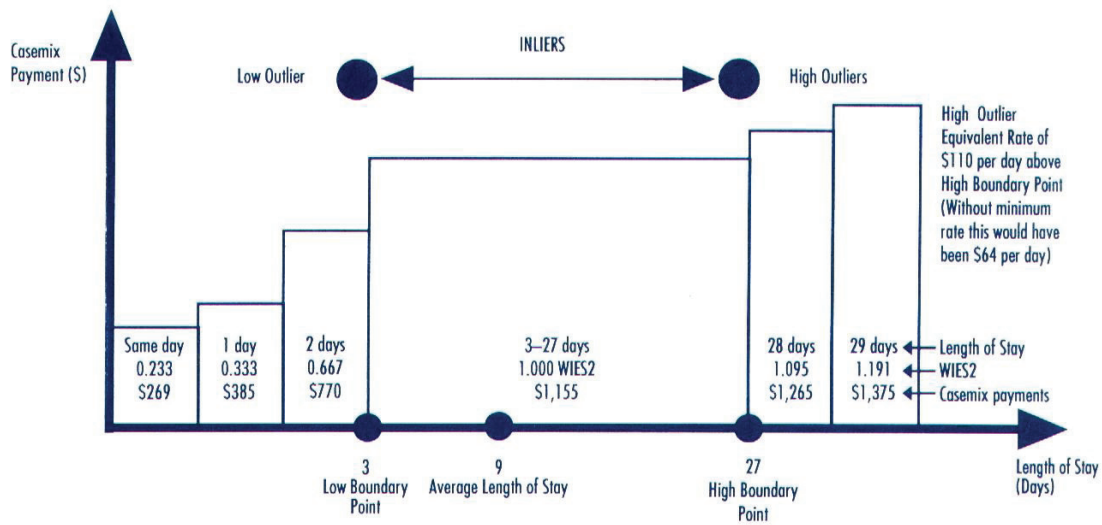 Casemix
Payment ($)
INLIERS
Low Outlier
High Outliers
High Outlier
Equivalent Rate of
$110 per day above
High Boundary Point
(Without minimum
rate this would have
been $64 per day)
Same day
0.233
$269
1 day
0.333
$385
2 days
0.667
$770
3–27 days
1.000 WIES2
$1,155
28 days
1.095
$1,265
29 days
1.191
$1,375
Length of Stay
WIES2
Casemix payments
3
Low Boundary
Point
9
Average Length of Stay
27
High Boundary
Point
Length of Stay
(Days)